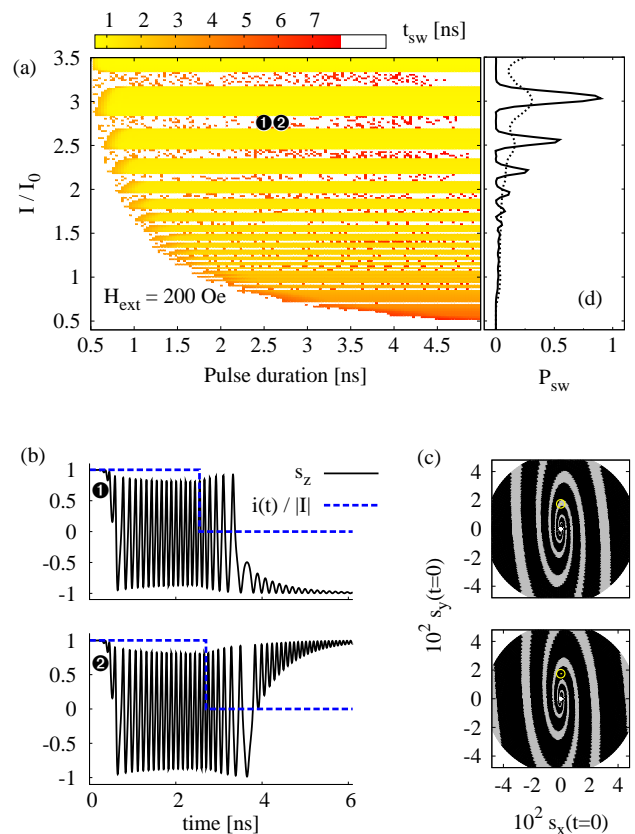 1 2 3 4 5 6 7 t_sw [ns]
(a)
3.5
3
2.5
2
1.5
1
0.5
I / I_0
❶❷
H_ext = 200 Oe
0.5 1 1.5 2 2.5 3 3.5 4 4.5
Pulse duration [ns]
(d)
0 0.5 1
P_sw
(b)
❶
s_z
i(t) / |I|
1
0.5
0
-0.5
-1
❷
1
0.5
0
-0.5
-1
0 2 4 6
time [ns]
(c)
4
2
0
-2
-4
10^2 s_y(t=0)
4
2
0
-2
-4
-4 -2 0 2 4
10^2 s_x(t=0)